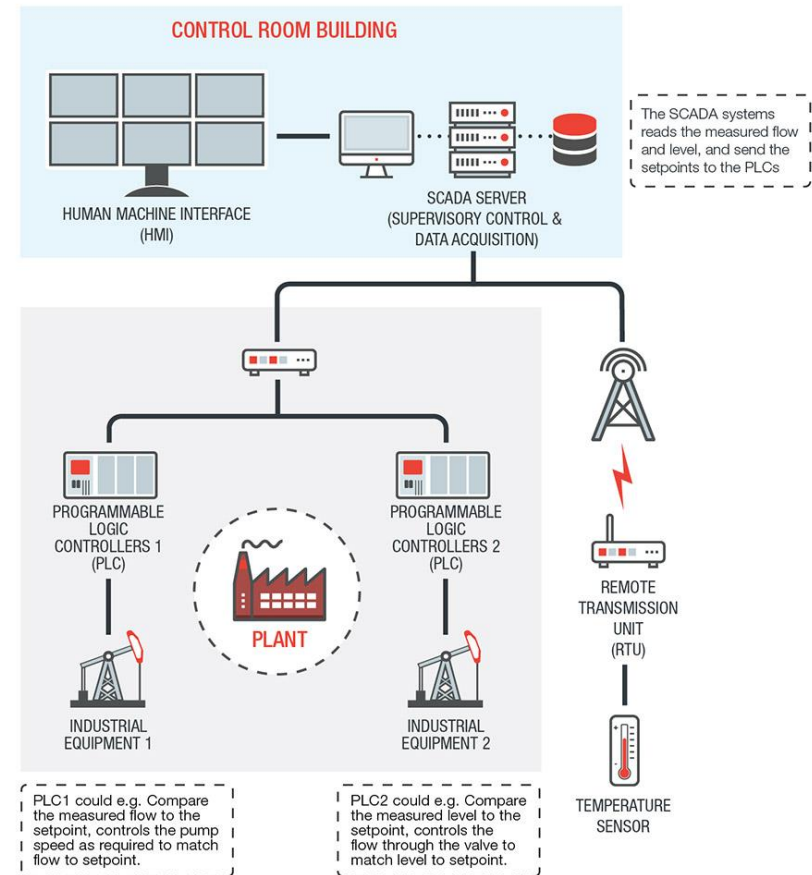 CONTROL ROOM BUILDING
HUMAN MACHINE INTERFACE
(HMI)
SCADA SERVER
(SUPERVISORY CONTROL &
DATA ACQUISITION)
The SCADA systems
reads the measured flow
and level, and send the
setpoints to the PLCs
PROGRAMMABLE
LOGIC
CONTROLLERS 1
(PLC)
PROGRAMMABLE
LOGIC
CONTROLLERS 2
(PLC)
PLANT
REMOTE
TRANSMISSION
UNIT
(RTU)
INDUSTRIAL
EQUIPMENT 1
INDUSTRIAL
EQUIPMENT 2
TEMPERATURE
SENSOR
PLC1 could e.g. Compare
the measured flow to the
setpoint, controls the pump
speed as required to match
flow to setpoint.
PLC2 could e.g. Compare
the measured level to the
setpoint, controls the
flow through the valve to
match level to setpoint.